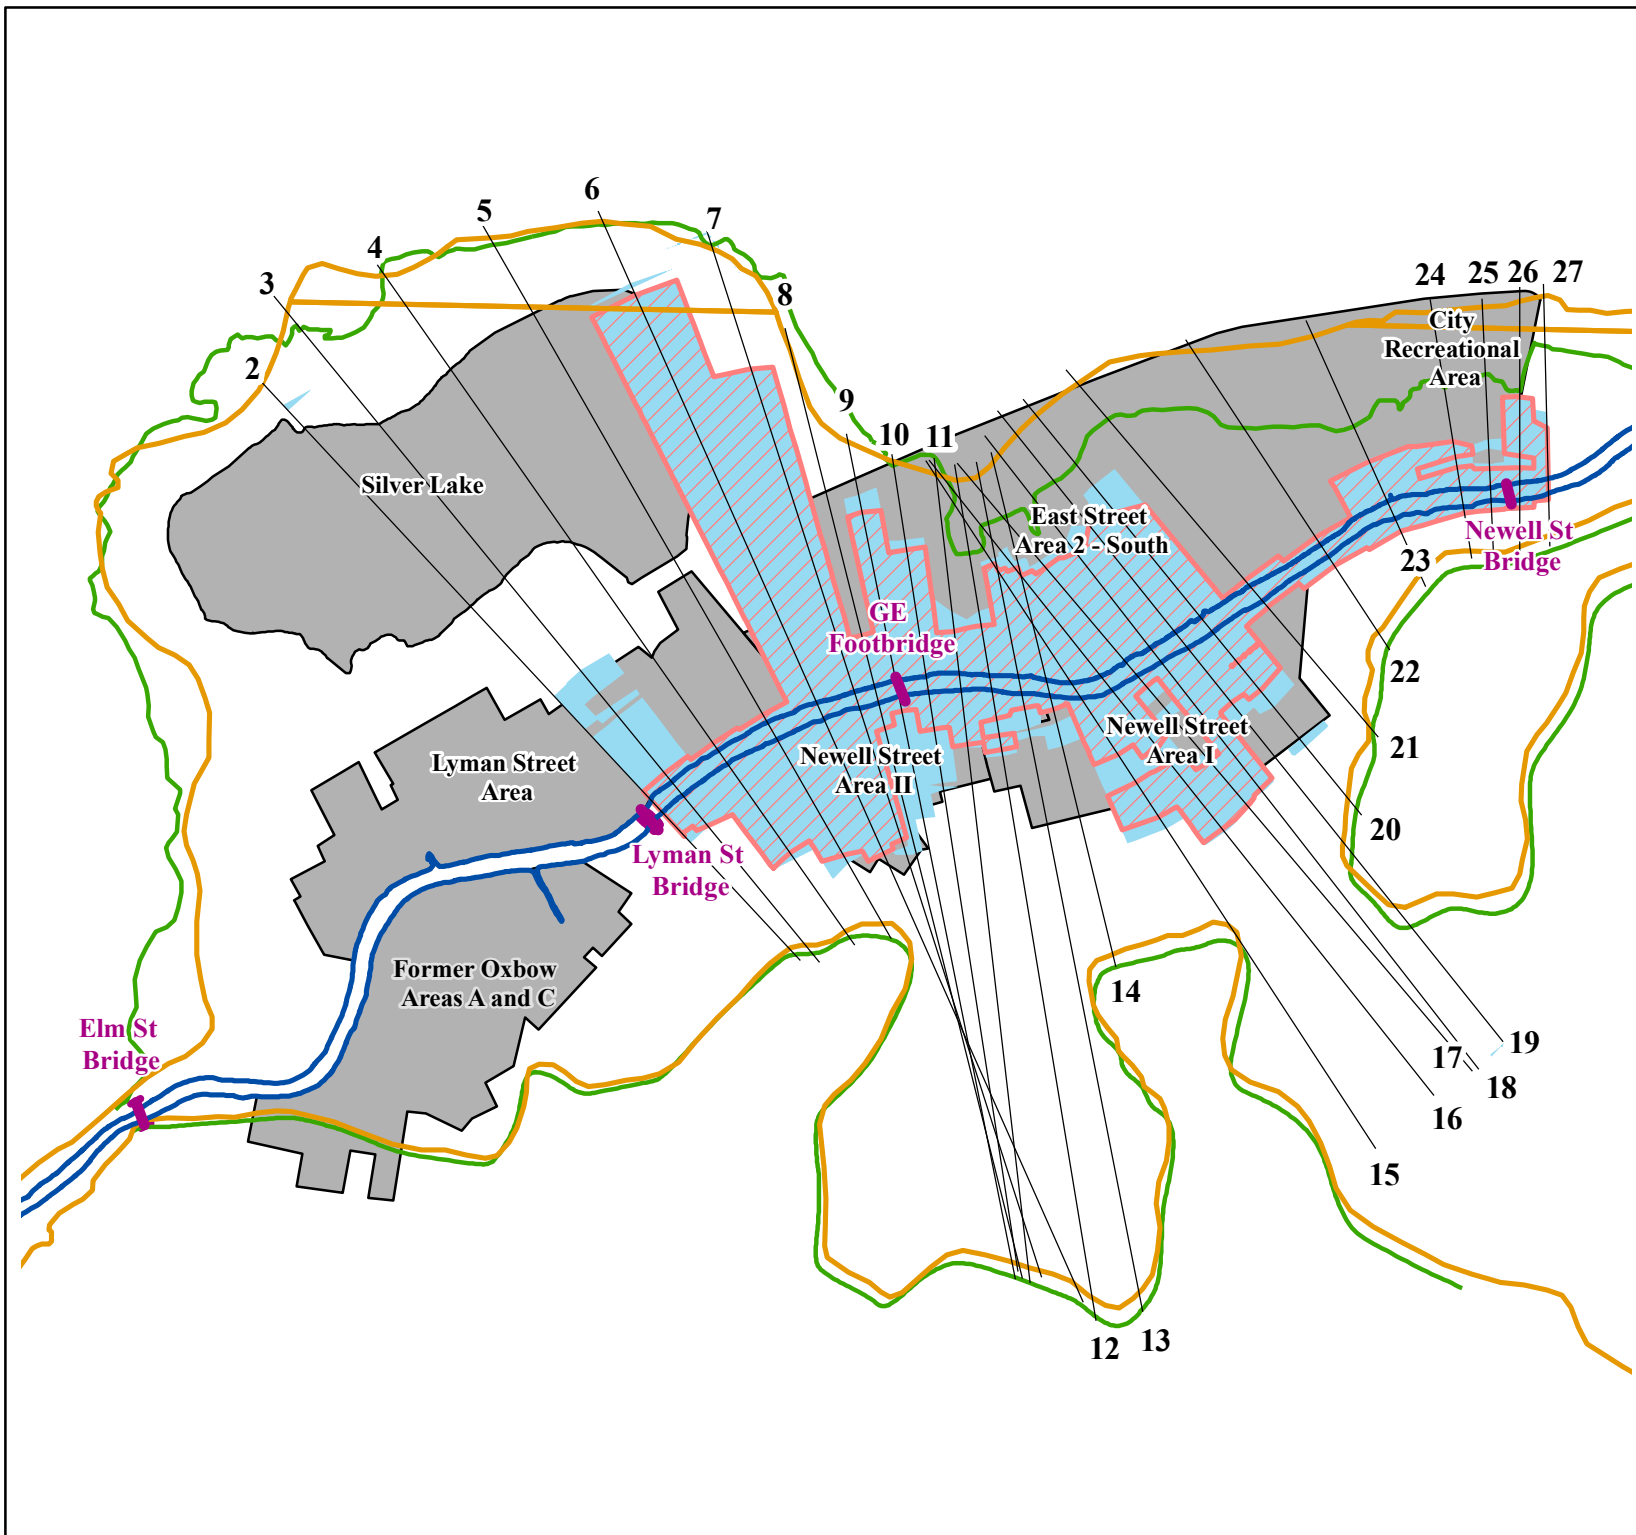 6
5
7
4
3
8
24
25
26
27
City
Recreational
Area
2
9
10
11
Silver Lake
East Street
Area 2 - South
Newell St
Bridge
23
GE
Footbridge
22
Newell Street
Area I
21
Lyman Street
Area
Newell Street
Area II
20
Lyman St
Bridge
Former Oxbow
Areas A and C
14
Elm St
Bridge
19
17
18
16
15
12
13